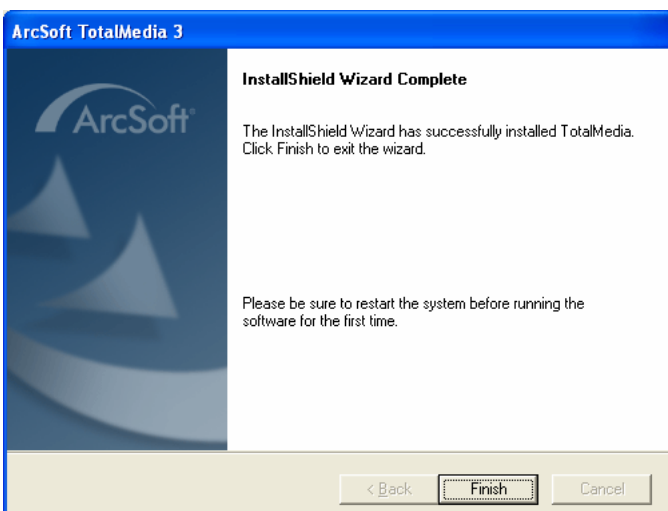 ArcSoft TotalMedia 3
ArcSoft®
InstallShield Wizard Complete
The InstallShield Wizard has successfully installed TotalMedia.
Click Finish to exit the wizard.
Please be sure to restart the system before running the
software for the first time.
< Back
Finish
Cancel